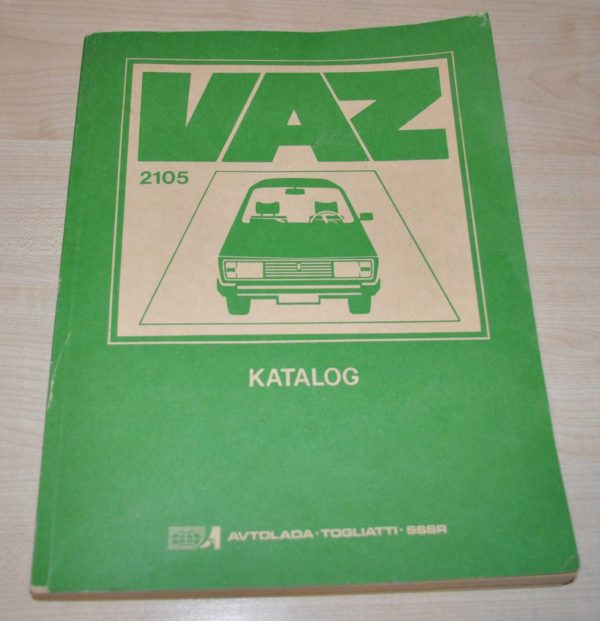 VAZ
2105
KATALOG
AVTOLADA · TOGLIATTI · SSSR